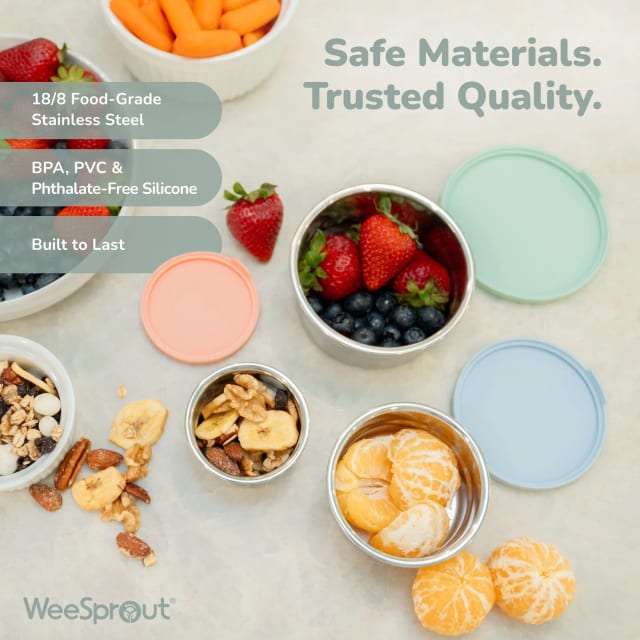 Safe Materials.
Trusted Quality.
18/8 Food-Grade
Stainless Steel
BPA, PVC &
Phthalate-Free Silicone
Built to Last
WeeSprout®